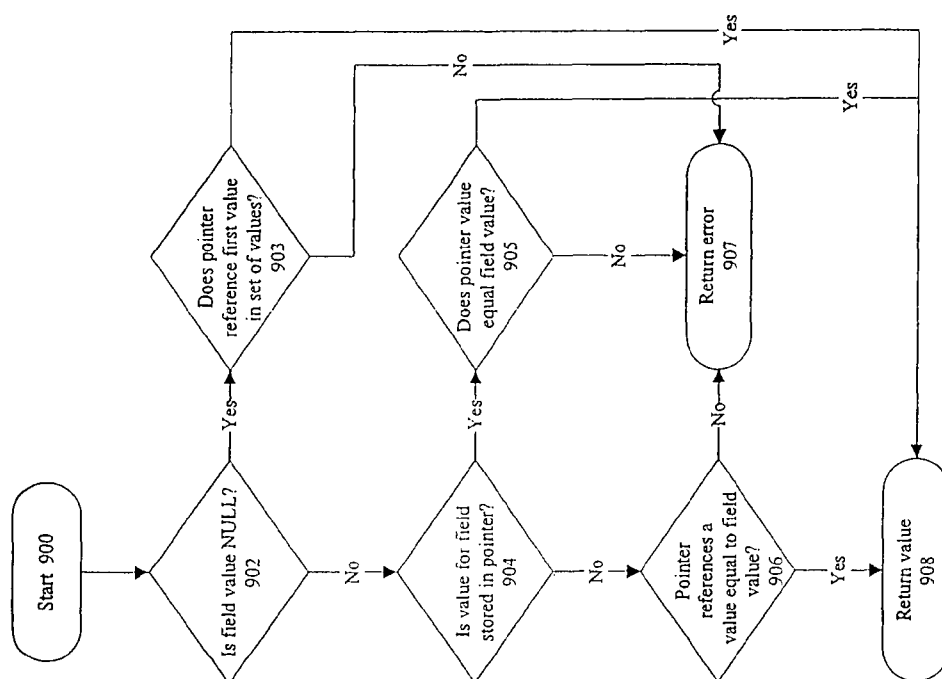 Start 900
Is field value NULL?
902
Yes
Does pointer
reference first value
in set of values?
903
Yes
No
No
Is value for field
stored in pointer?
904
Yes
Does pointer value
equal field value?
905
Yes
No
No
Pointer
references a
value equal to field
value?
906
No
Return error
907
Yes
Return value
908